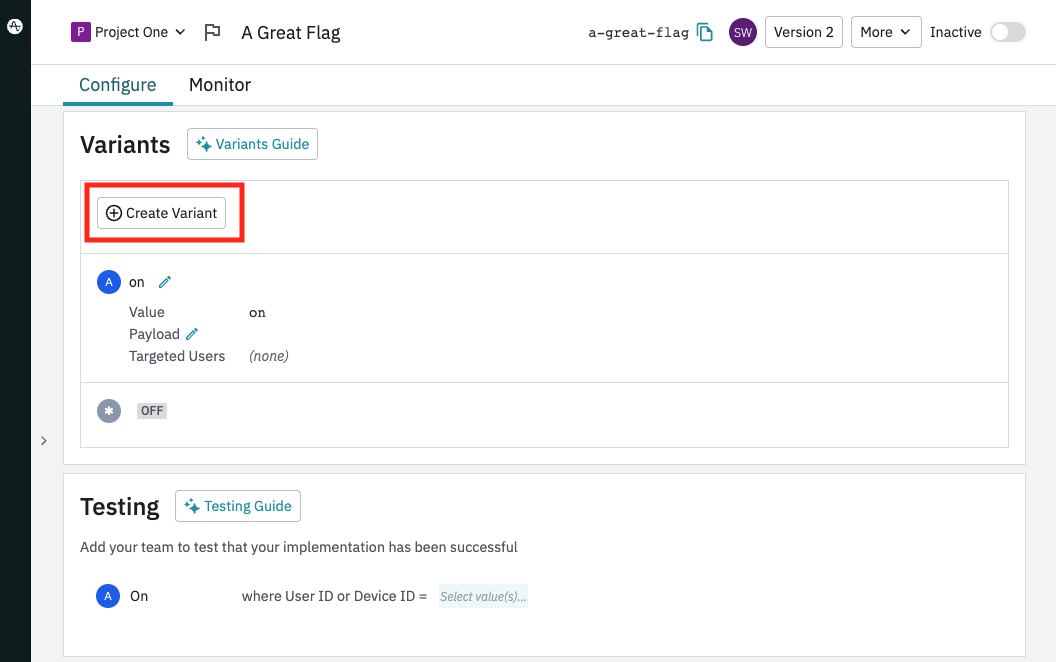 P Project One A Great Flag a-great-flag SW Version 2 More Inactive
Configure Monitor
Variants Variants Guide
Create Variant
A on
Value on
Payload
Targeted Users (none)
* OFF
Testing Testing Guide
Add your team to test that your implementation has been successful
A On where User ID or Device ID = Select value(s)...